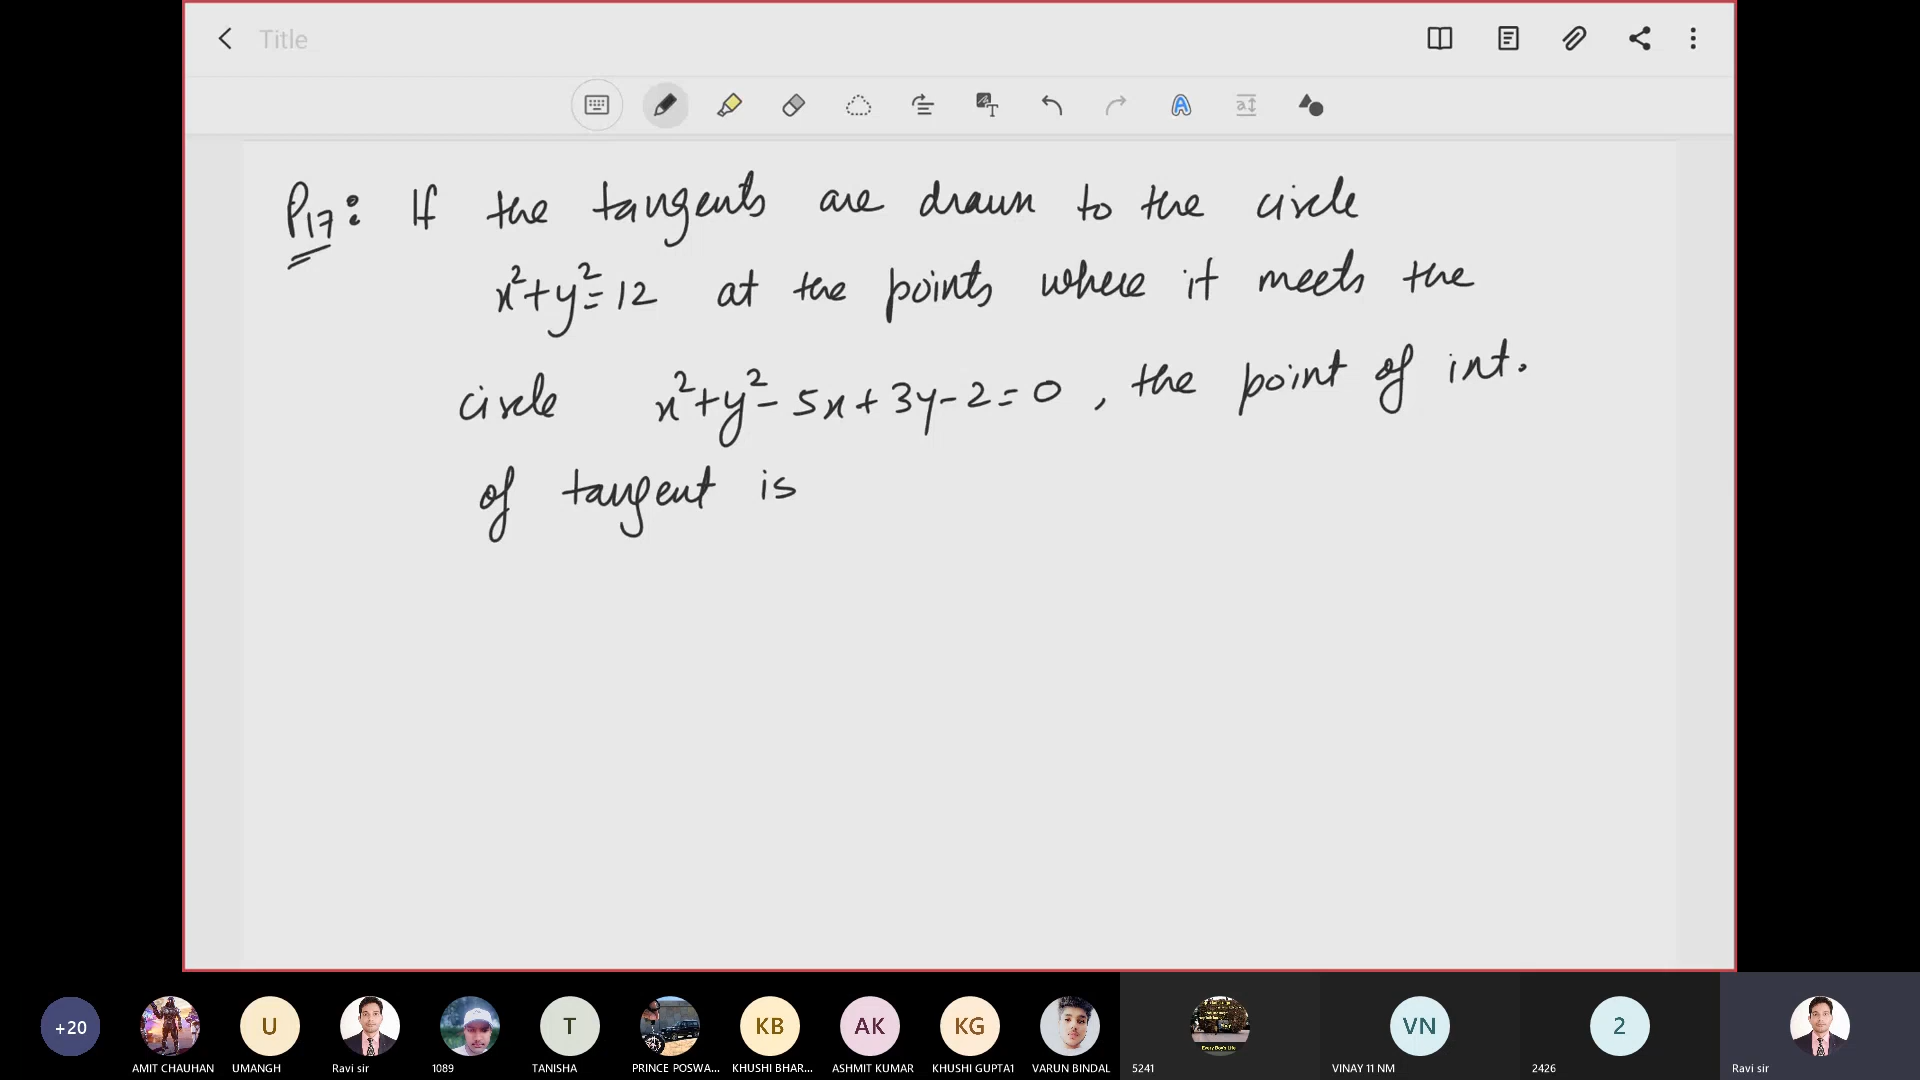 Title
P17: If the tangents are drawn to the circle
x²+y²=12 at the points where it meets the
circle x²+y²-5x+3y-2=0, the point of int.
of tangent is
+20
U
T
KB
AK
KG
VN
2
AMIT CHAUHAN
UMANGH
Ravi sir
1089
TANISHA
PRINCE POSWA...
KHUSHI BHAR...
ASHMIT KUMAR
KHUSHI GUPTA1
VARUN BINDAL
5241
VINAY 11 NM
2426
Ravi sir